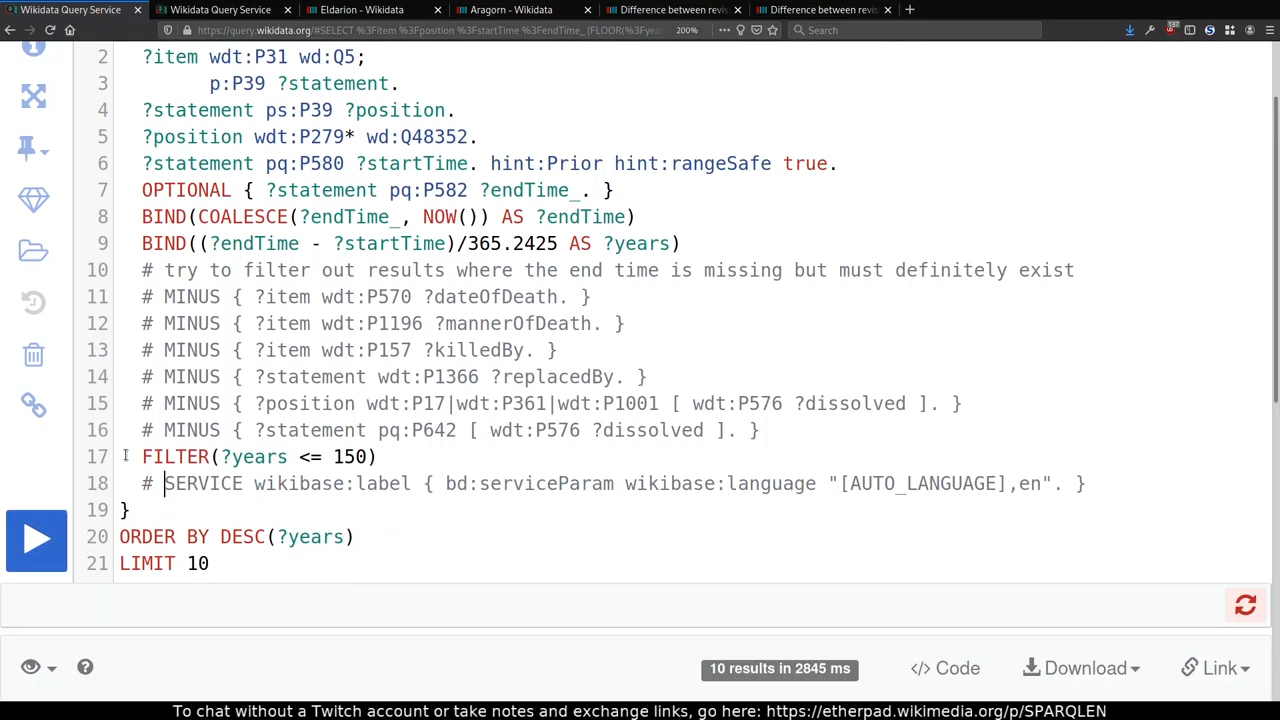 Wikidata Query Service
Wikidata Query Service
Eldarion - Wikidata
Aragorn - Wikidata
Difference between revis
Difference between revis
https://query.wikidata.org/#SELECT %3Fitem %3Fposition %3FstartTime %3FendTime_ (FLOOR(%3Fyea
200%
Search
137
2 ?item wdt:P31 wd:Q5;
3 p:P39 ?statement.
4 ?statement ps:P39 ?position.
5 ?position wdt:P279* wd:Q48352.
6 ?statement pq:P580 ?startTime. hint:Prior hint:rangeSafe true.
7 OPTIONAL { ?statement pq:P582 ?endTime_. }
8 BIND(COALESCE(?endTime_, NOW()) AS ?endTime)
9 BIND((?endTime - ?startTime)/365.2425 AS ?years)
10 # try to filter out results where the end time is missing but must definitely exist
11 # MINUS { ?item wdt:P570 ?dateOfDeath. }
12 # MINUS { ?item wdt:P1196 ?mannerOfDeath. }
13 # MINUS { ?item wdt:P157 ?killedBy. }
14 # MINUS { ?statement wdt:P1366 ?replacedBy. }
15 # MINUS { ?position wdt:P17|wdt:P361|wdt:P1001 [ wdt:P576 ?dissolved ]. }
16 # MINUS { ?statement pq:P642 [ wdt:P576 ?dissolved ]. }
17 FILTER(?years <= 150)
18 # SERVICE wikibase:label { bd:serviceParam wikibase:language "[AUTO_LANGUAGE],en". }
19 }
20 ORDER BY DESC(?years)
21 LIMIT 10
10 results in 2845 ms
</> Code
Download
Link
To chat without a Twitch account or take notes and exchange links, go here: https://etherpad.wikimedia.org/p/SPARQLEN